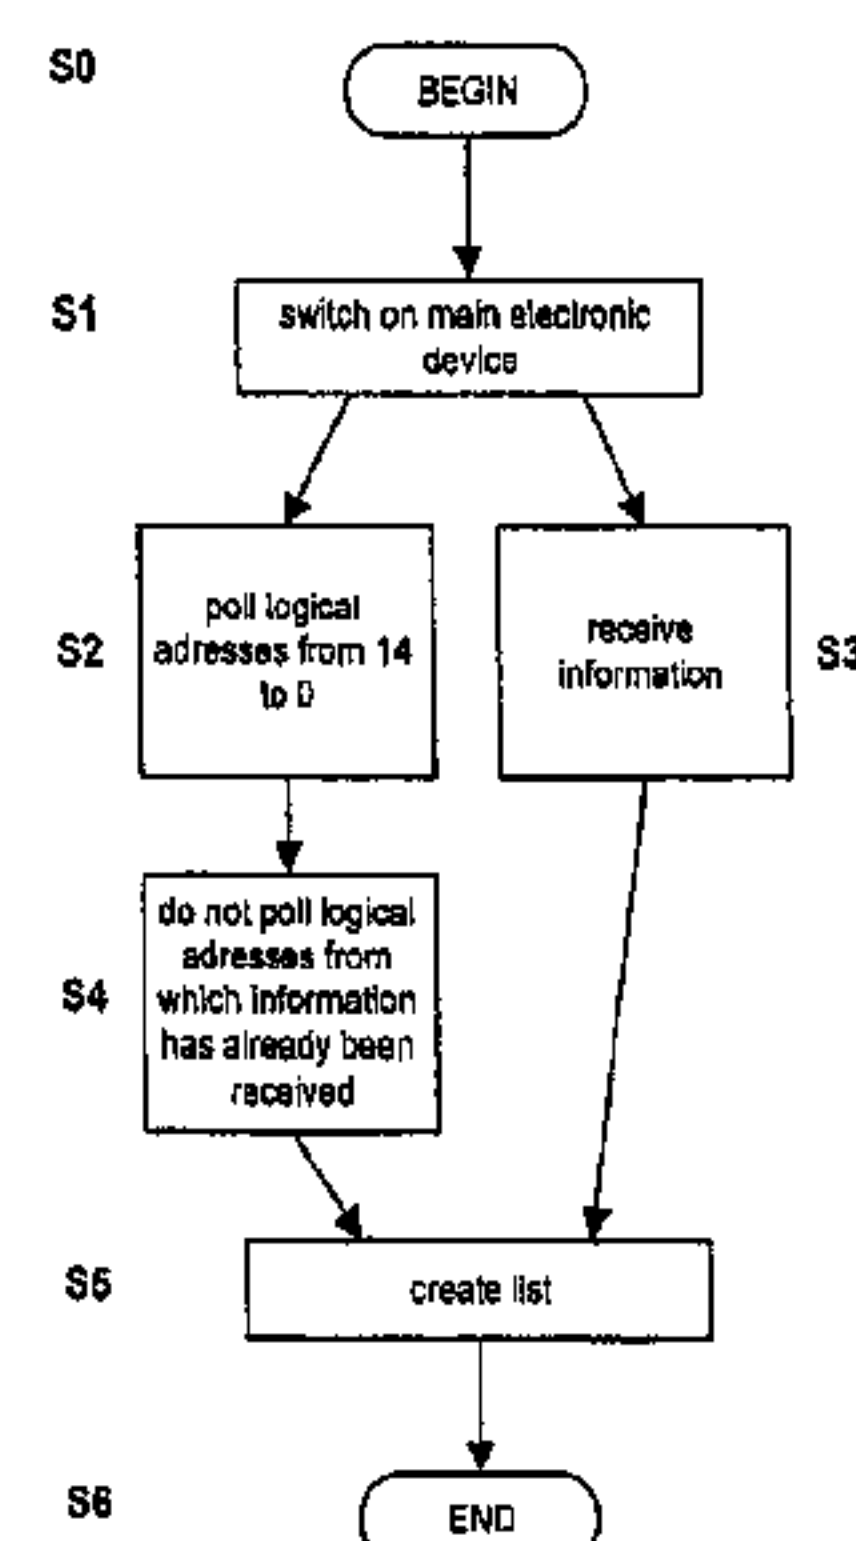 S0
BEGIN
S1
switch on main electronic
device
S2
poll logical
adresses from 14
to 0
receive
information
S3
S4
do not poll logical
adresses from
which information
has already been
received
S5
create list
S6
END